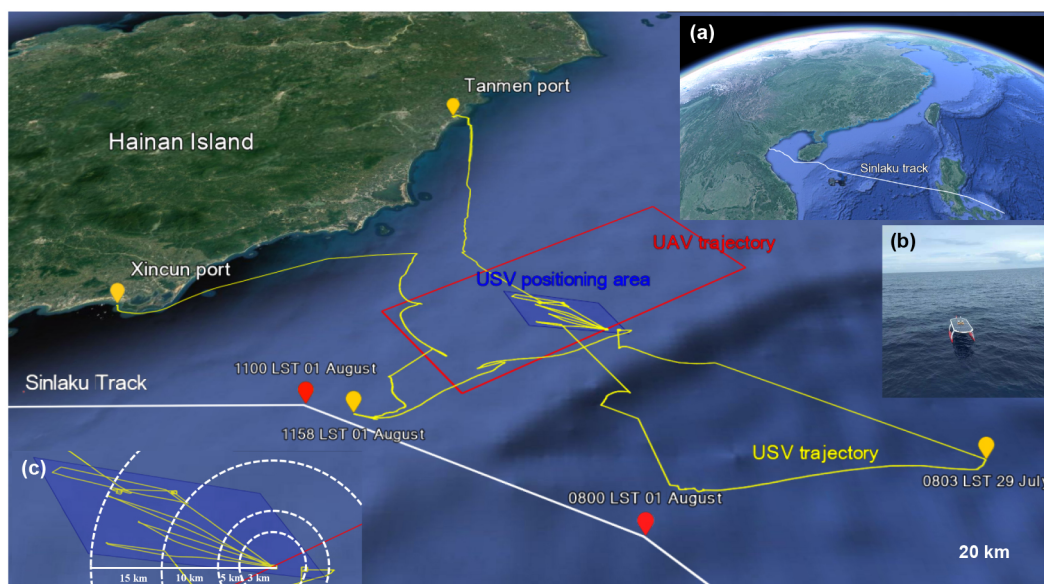 (a)
Tanmen port
Hainan Island
Sinlaku track
UAV trajectory
(b)
Xincun port
USV positioning area
1100 LST 01 August
Sinlaku Track
1158 LST 01 August
USV trajectory
(c)
0803 LST 29 July
0800 LST 01 August
20 km
15 km 10 km 5 km 3 km